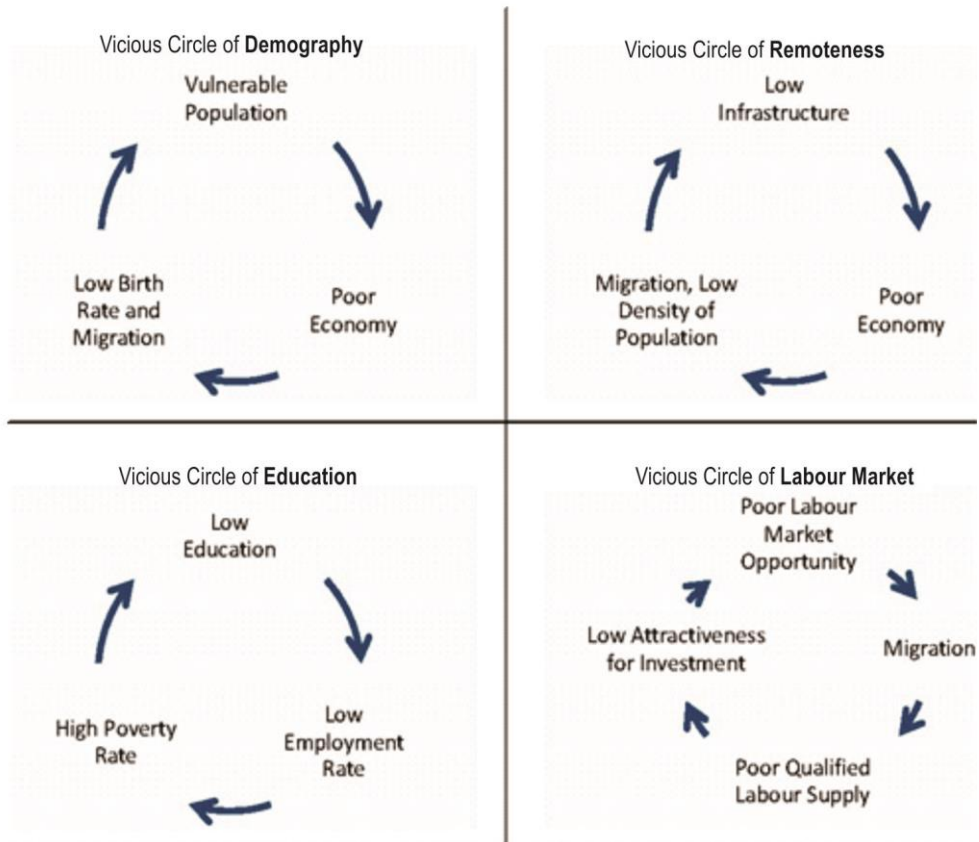 Vicious Circle of Demography
Vulnerable
Population
Poor
Economy
Low Birth
Rate and
Migration
Vicious Circle of Remoteness
Low
Infrastructure
Poor
Economy
Migration, Low
Density of
Population
Vicious Circle of Education
Low
Education
Low
Employment
Rate
High Poverty
Rate
Vicious Circle of Labour Market
Poor Labour
Market
Opportunity
Migration
Poor Qualified
Labour Supply
Low Attractiveness
for Investment